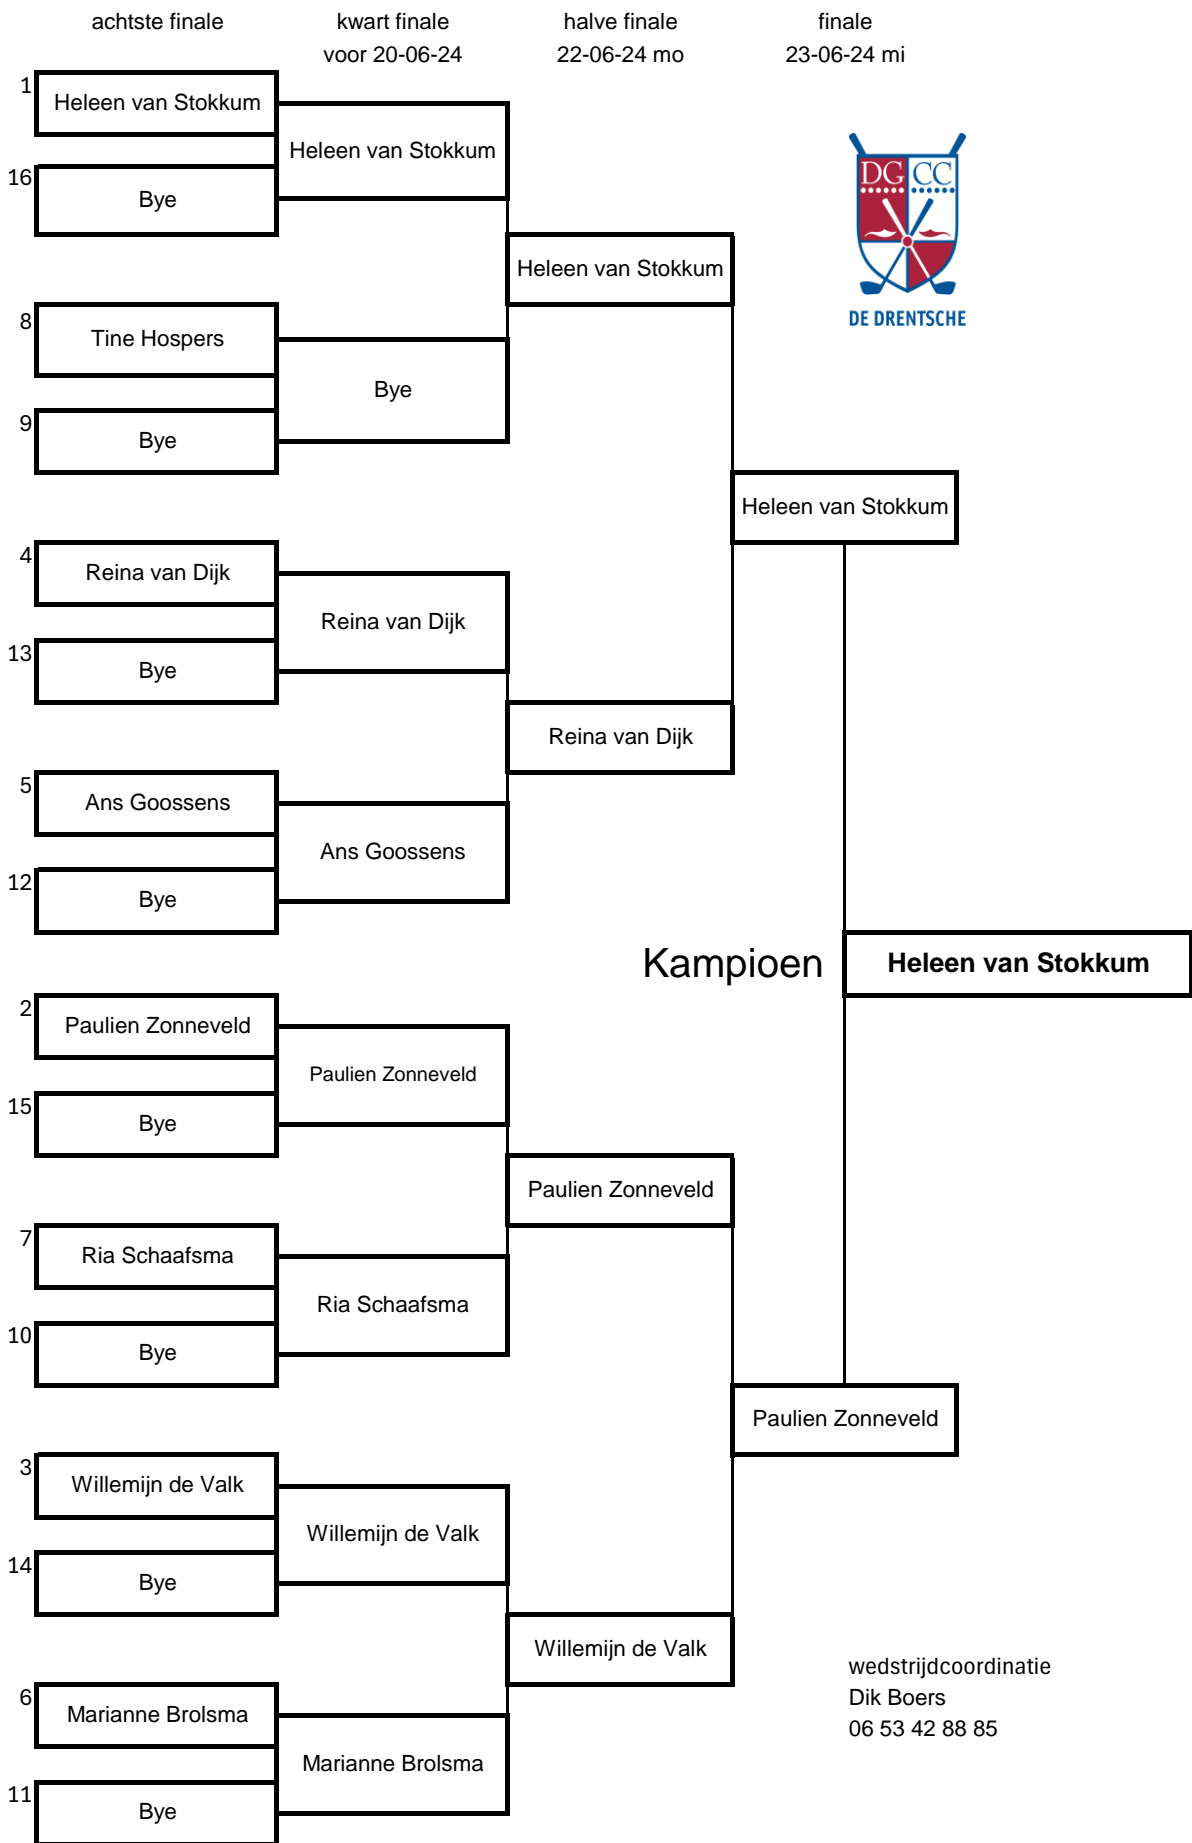 achtste finale
kwart finale
halve finale
finale
voor 20-06-24
22-06-24 mo
23-06-24 mi
1
Heleen van Stokkum
Heleen van Stokkum
16
Bye
DG CC
DE DRENTSCHE
Heleen van Stokkum
8
Tine Hospers
Bye
9
Bye
Heleen van Stokkum
4
Reina van Dijk
Reina van Dijk
13
Bye
Reina van Dijk
5
Ans Goossens
Ans Goossens
12
Bye
Kampioen
Heleen van Stokkum
2
Paulien Zonneveld
Paulien Zonneveld
15
Bye
Paulien Zonneveld
7
Ria Schaafsma
Ria Schaafsma
10
Bye
Paulien Zonneveld
3
Willemijn de Valk
Willemijn de Valk
14
Bye
Willemijn de Valk
6
Marianne Brolsma
Marianne Brolsma
11
Bye
wedstrijdcoordinatie
Dik Boers
06 53 42 88 85